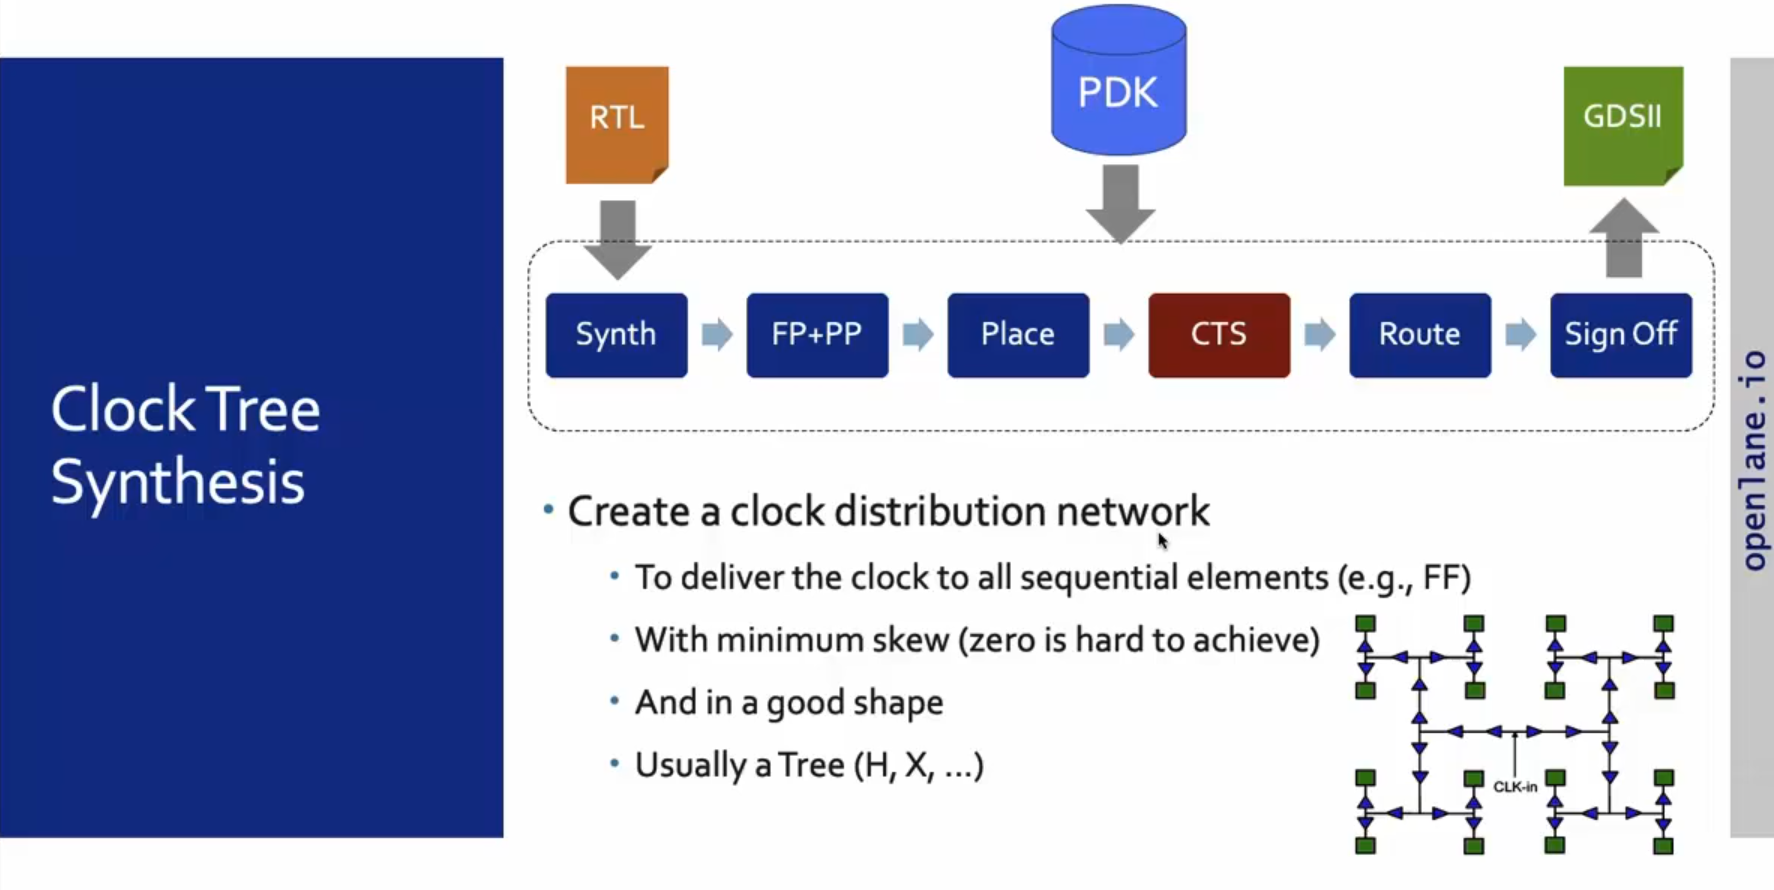 PDK
RTL
GDSII
Synth
FP+PP
Place
CTS
Route
Sign Off
Clock Tree
Synthesis
• Create a clock distribution network
• To deliver the clock to all sequential elements (e.g., FF)
• With minimum skew (zero is hard to achieve)
• And in a good shape
• Usually a Tree (H, X, ...)
CLK-in
openlane.io